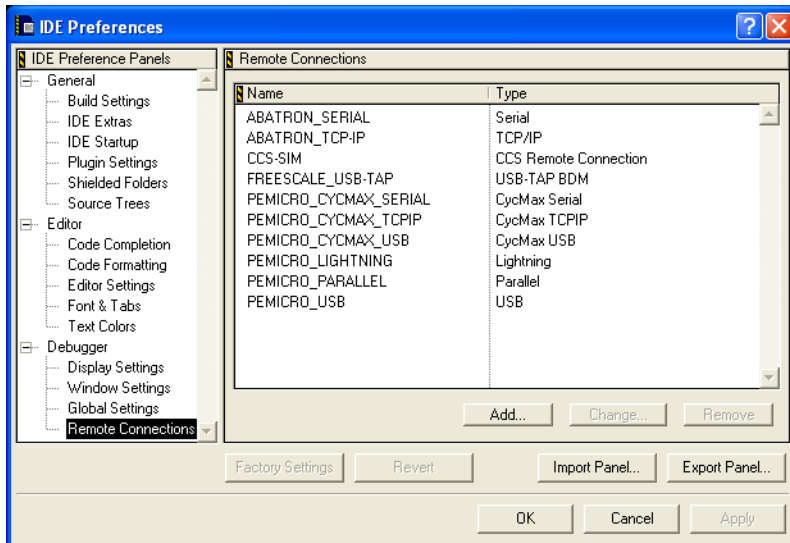 IDE Preferences
IDE Preference Panels
General
Build Settings
IDE Extras
IDE Startup
Plugin Settings
Shielded Folders
Source Trees
Editor
Code Completion
Code Formatting
Editor Settings
Font & Tabs
Text Colors
Debugger
Display Settings
Window Settings
Global Settings
Remote Connections
Remote Connections
Name Type
ABATRON_SERIAL Serial
ABATRON_TCP-IP TCP/IP
CCS-SIM CCS Remote Connection
FREESCALE_USB-TAP USB-TAP BDM
PEMICRO_CYCMAX_SERIAL CycMax Serial
PEMICRO_CYCMAX_TCPIP CycMax TCPIP
PEMICRO_CYCMAX_USB CycMax USB
PEMICRO_LIGHTNING Lightning
PEMICRO_PARALLEL Parallel
PEMICRO_USB USB
Add... Change... Remove
Factory Settings Revert Import Panel... Export Panel...
OK Cancel Apply